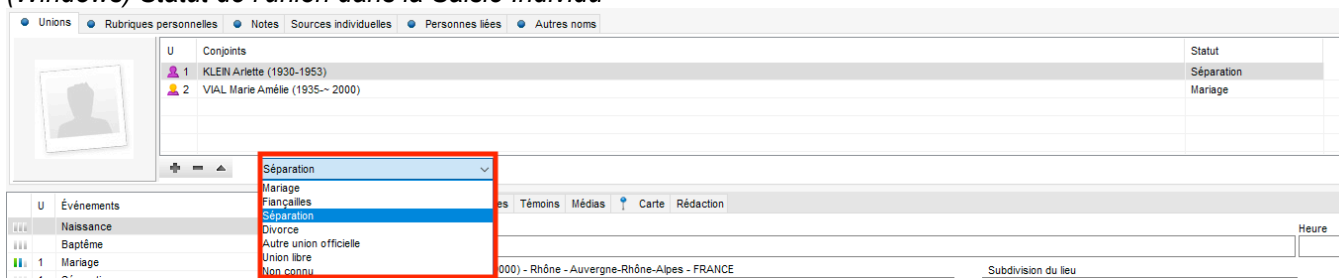 (Windows) Statut de l'union dans la Saisie Individu
Unions Rubriques personnelles Notes Sources individuelles Personnes liées Autres noms
U Conjoints Statut
1 KLEIN Arlette (1930-1953) Séparation
2 VIAL Marie Amélie (1935-~ 2000) Mariage
Séparation
Mariage
Fiançailles
Séparation
Divorce
Autre union officielle
Union libre
Non connu
U Événements
es Témoins Médias Carte Rédaction
Naissance
Heure
Baptême
1 Mariage
000) - Rhône - Auvergne-Rhône-Alpes - FRANCE
Subdivision du lieu